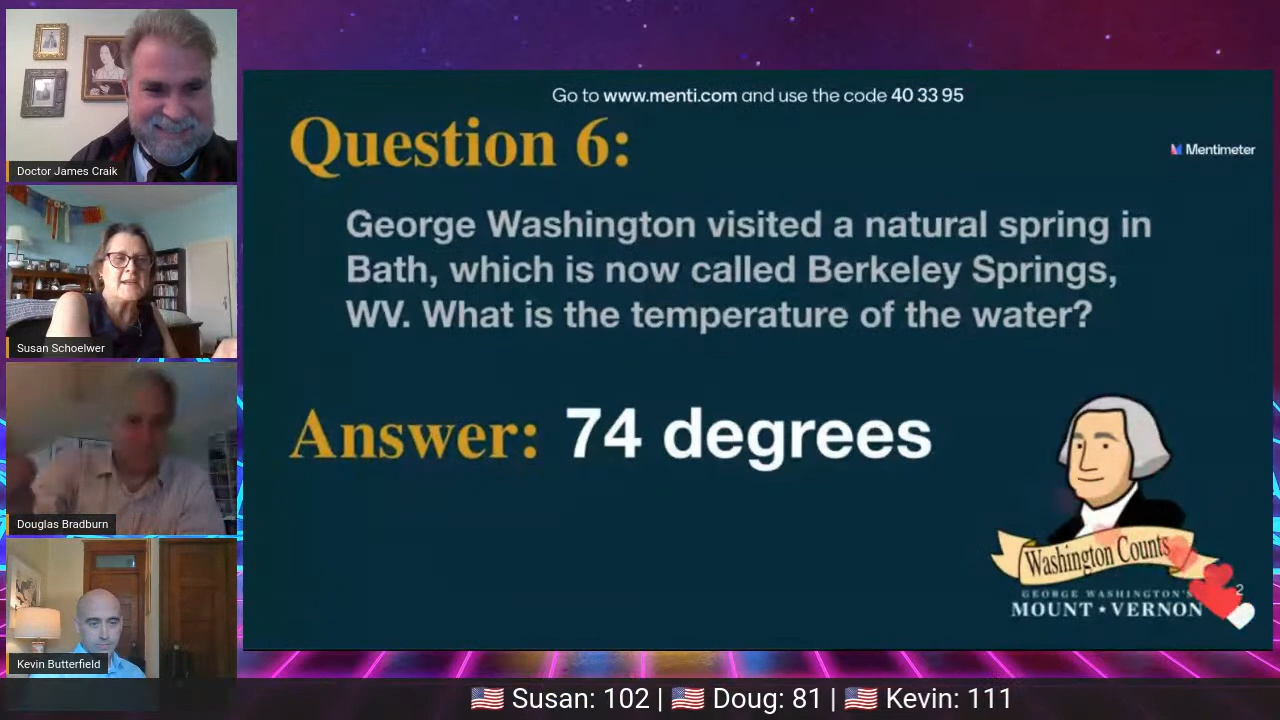 Doctor James Craik
Susan Schoelwer
Douglas Bradburn
Kevin Butterfield
Go to www.menti.com and use the code 40 33 95
Mentimeter
Question 6:
George Washington visited a natural spring in
Bath, which is now called Berkeley Springs,
WV. What is the temperature of the water?
Answer: 74 degrees
Washington Counts
GEORGE WASHINGTON'S
MOUNT ★ VERNON
2
🇺🇸 Susan: 102 | 🇺🇸 Doug: 81 | 🇺🇸 Kevin: 111